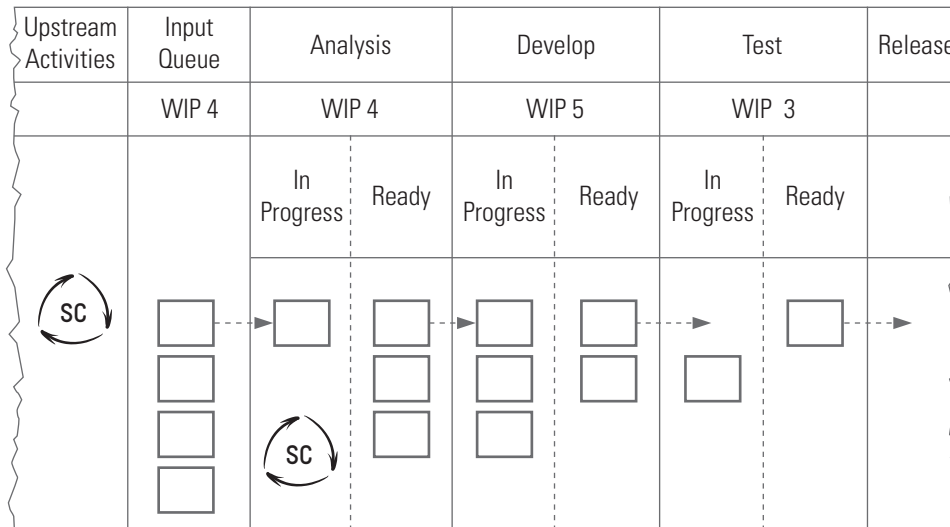 Upstream
Activities
Input
Queue
Analysis
Develop
Test
Release
WIP 4
WIP 4
WIP 5
WIP 3
In
Progress
Ready
In
Progress
Ready
In
Progress
Ready
SC
SC